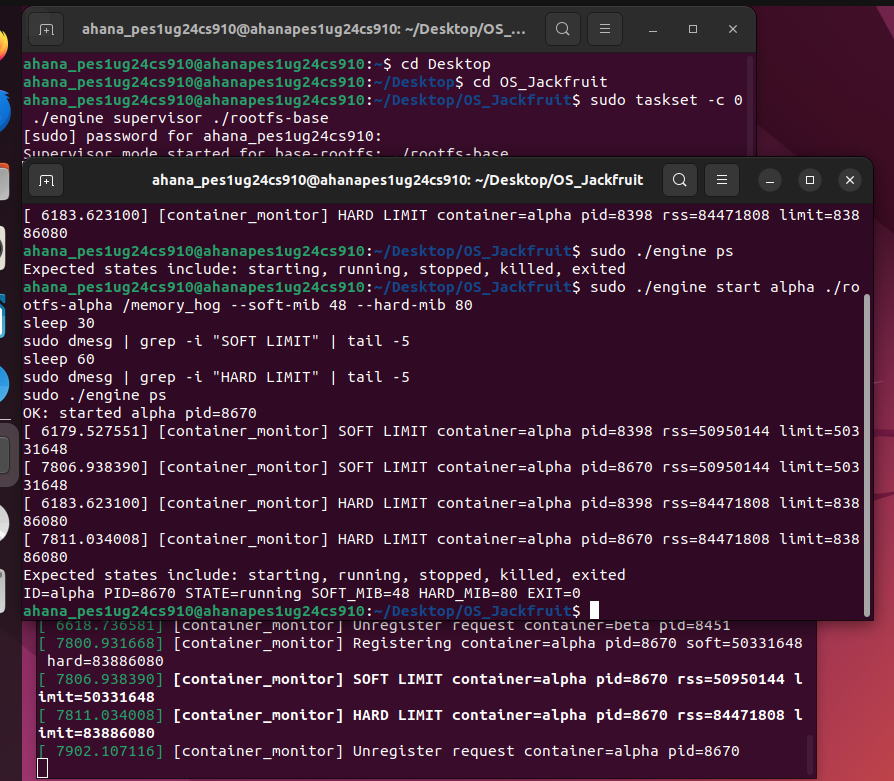 ahana_pes1ug24cs910@ahanapes1ug24cs910: ~/Desktop/OS_...
ahana_pes1ug24cs910@ahanapes1ug24cs910:~$ cd Desktop
ahana_pes1ug24cs910@ahanapes1ug24cs910:~/Desktop$ cd OS_Jackfruit
ahana_pes1ug24cs910@ahanapes1ug24cs910:~/Desktop/OS_Jackfruit$ sudo taskset -c 0
 ./engine supervisor ./rootfs-base
[sudo] password for ahana_pes1ug24cs910:
Supervisor mode started for base-rootfs: ./rootfs-base
ahana_pes1ug24cs910@ahanapes1ug24cs910: ~/Desktop/OS_Jackfruit
[ 6183.623100] [container_monitor] HARD LIMIT container=alpha pid=8398 rss=84471808 limit=838
86080
ahana_pes1ug24cs910@ahanapes1ug24cs910:~/Desktop/OS_Jackfruit$ sudo ./engine ps
Expected states include: starting, running, stopped, killed, exited
ahana_pes1ug24cs910@ahanapes1ug24cs910:~/Desktop/OS_Jackfruit$ sudo ./engine start alpha ./ro
otfs-alpha /memory_hog --soft-mib 48 --hard-mib 80
sleep 30
sudo dmesg | grep -i "SOFT LIMIT" | tail -5
sleep 60
sudo dmesg | grep -i "HARD LIMIT" | tail -5
sudo ./engine ps
OK: started alpha pid=8670
[ 6179.527551] [container_monitor] SOFT LIMIT container=alpha pid=8398 rss=50950144 limit=503
31648
[ 7806.938390] [container_monitor] SOFT LIMIT container=alpha pid=8670 rss=50950144 limit=503
31648
[ 6183.623100] [container_monitor] HARD LIMIT container=alpha pid=8398 rss=84471808 limit=838
86080
[ 7811.034008] [container_monitor] HARD LIMIT container=alpha pid=8670 rss=84471808 limit=838
86080
Expected states include: starting, running, stopped, killed, exited
ID=alpha PID=8670 STATE=running SOFT_MIB=48 HARD_MIB=80 EXIT=0
ahana_pes1ug24cs910@ahanapes1ug24cs910:~/Desktop/OS_Jackfruit$
[ 6618.736581] [container_monitor] Unregister request container=beta pid=8451
[ 7800.931668] [container_monitor] Registering container=alpha pid=8670 soft=50331648
 hard=83886080
[ 7806.938390] [container_monitor] SOFT LIMIT container=alpha pid=8670 rss=50950144 l
imit=50331648
[ 7811.034008] [container_monitor] HARD LIMIT container=alpha pid=8670 rss=84471808 l
imit=83886080
[ 7902.107116] [container_monitor] Unregister request container=alpha pid=8670